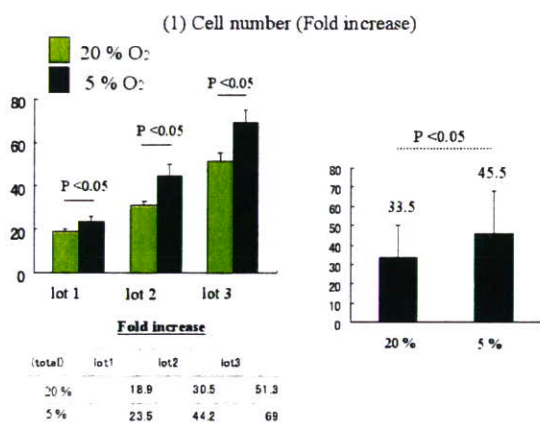 (1) Cell number (Fold increase)
20 % O₂
5 % O₂
80
60
40
20
0
P <0.05
P <0.05
P <0.05
lot 1 lot 2 lot 3
P <0.05
80
70
60
50
40
30
20
10
0
33.5
45.5
20 % 5 %
Fold increase
(total) lot1 lot2 lot3
20 % 18.9 30.5 51.3
5 % 23.5 44.2 69